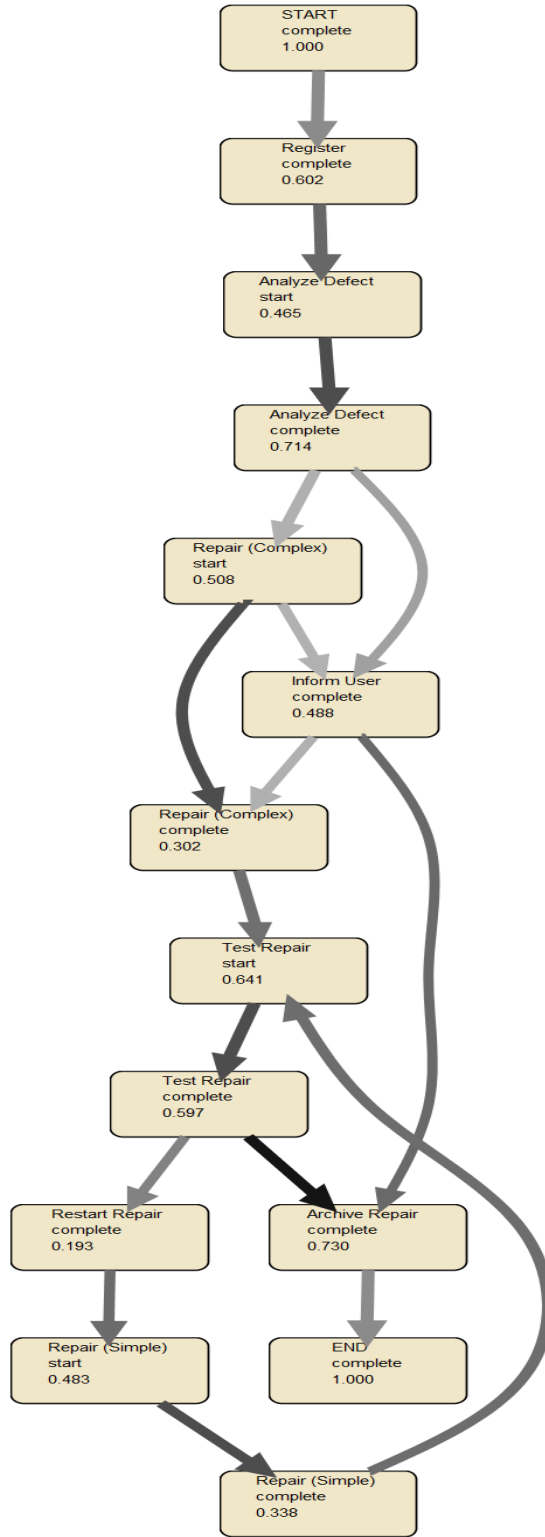 START
complete
1.000
Register
complete
0.602
Analyze Defect
start
0.465
Analyze Defect
complete
0.714
Repair (Complex)
start
0.508
Inform User
complete
0.488
Repair (Complex)
complete
0.302
Test Repair
start
0.641
Test Repair
complete
0.597
Restart Repair
complete
0.193
Archive Repair
complete
0.730
Repair (Simple)
start
0.483
END
complete
1.000
Repair (Simple)
complete
0.338